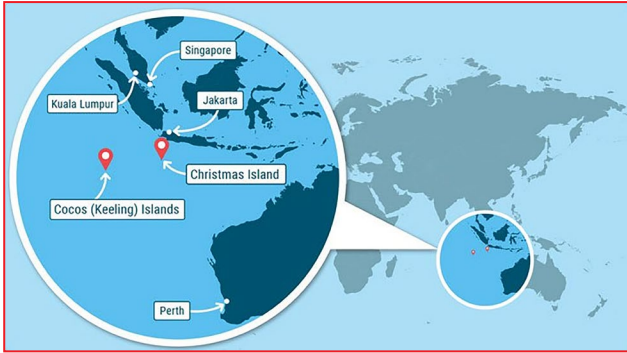 Singapore
Kuala Lumpur
Jakarta
Christmas Island
Cocos (Keeling) Islands
Perth